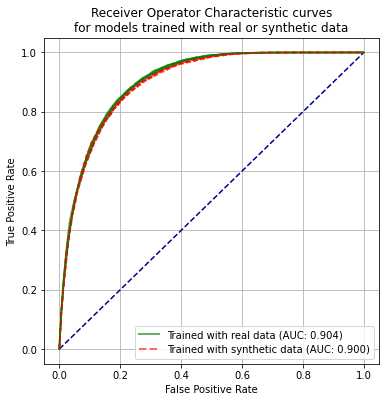 Receiver Operator Characteristic curves
for models trained with real or synthetic data
True Positive Rate
1.0
0.8
0.6
0.4
0.2
0.0
Trained with real data (AUC: 0.904)
Trained with synthetic data (AUC: 0.900)
0.0 0.2 0.4 0.6 0.8 1.0
False Positive Rate